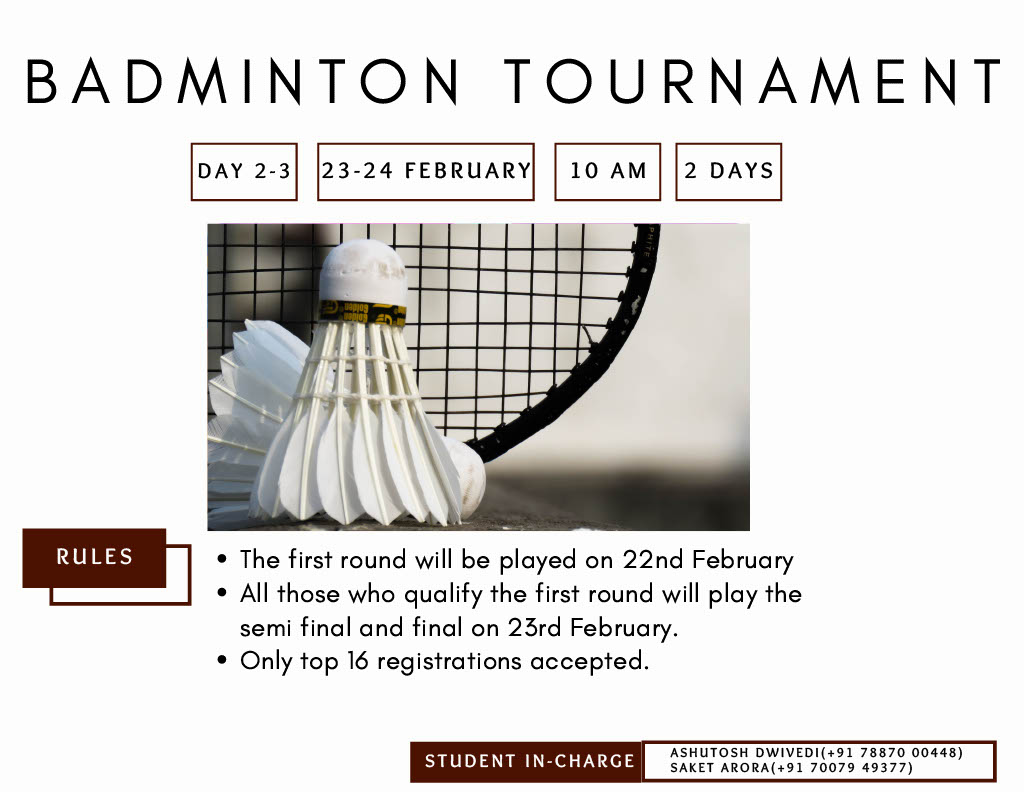 BADMINTON TOURNAMENT
DAY 2-3
23-24 FEBRUARY
10 AM
2 DAYS
RULES
• The first round will be played on 22nd February
• All those who qualify the first round will play the
semi final and final on 23rd February.
• Only top 16 registrations accepted.
STUDENT IN-CHARGE
ASHUTOSH DWIVEDI(+91 78870 00448)
SAKET ARORA(+91 70079 49377)